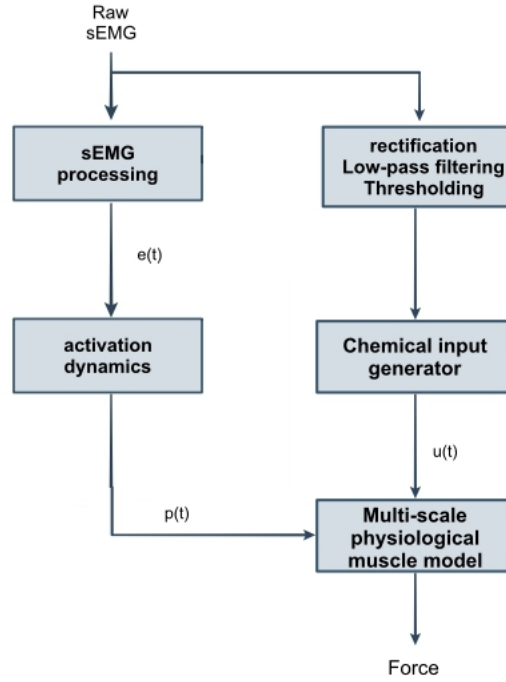 Raw
sEMG
sEMG
processing
rectification
Low-pass filtering
Thresholding
e(t)
activation
dynamics
Chemical input
generator
u(t)
p(t)
Multi-scale
physiological
muscle model
Force